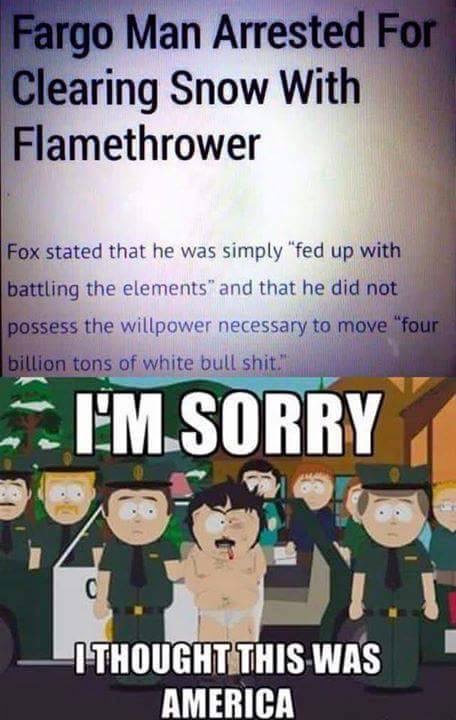 Fargo Man Arrested For
Clearing Snow With
Flamethrower
Fox stated that he was simply "fed up with
battling the elements" and that he did not
possess the willpower necessary to move "four
billion tons of white bull shit."
I'M SORRY
I THOUGHT THIS WAS
AMERICA